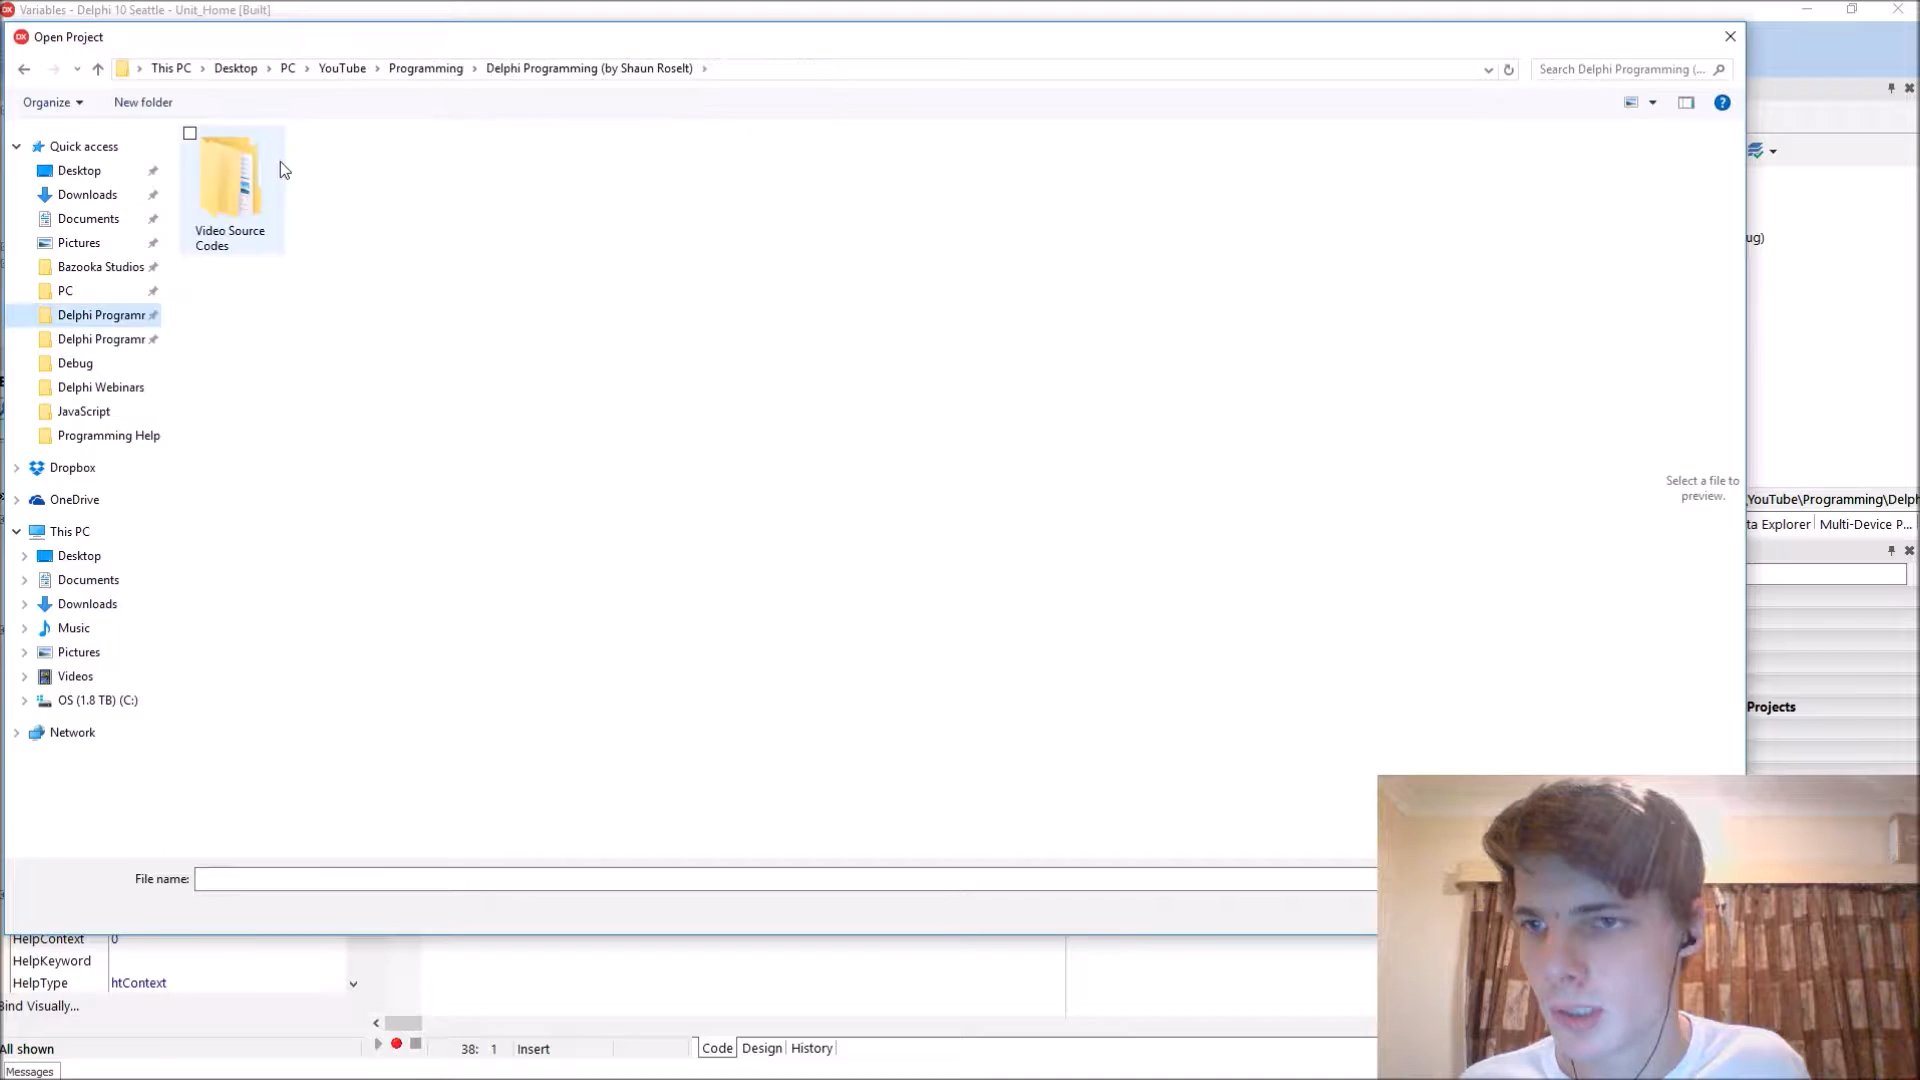 Variables - Delphi 10 Seattle - Unit_Home [Built]
Open Project
This PC > Desktop > PC > YouTube > Programming > Delphi Programming (by Shaun Roselt) >
Search Delphi Programming (...
Organize
New folder
Quick access
Video Source
Codes
Desktop
Downloads
Documents
Pictures
Bazooka Studios
PC
Delphi Programr
Delphi Programr
Debug
Delphi Webinars
JavaScript
Programming Help
Dropbox
OneDrive
This PC
Desktop
Documents
Downloads
Music
Pictures
Videos
OS (1.8 TB) (C:)
Network
Select a file to
preview.
ug)
YouTube\Programming\Delph
ta Explorer
Multi-Device P...
Projects
File name:
HelpContext 0
HelpKeyword
HelpType htContext
Bind Visually...
All shown
38: 1 Insert
Code Design History
Messages